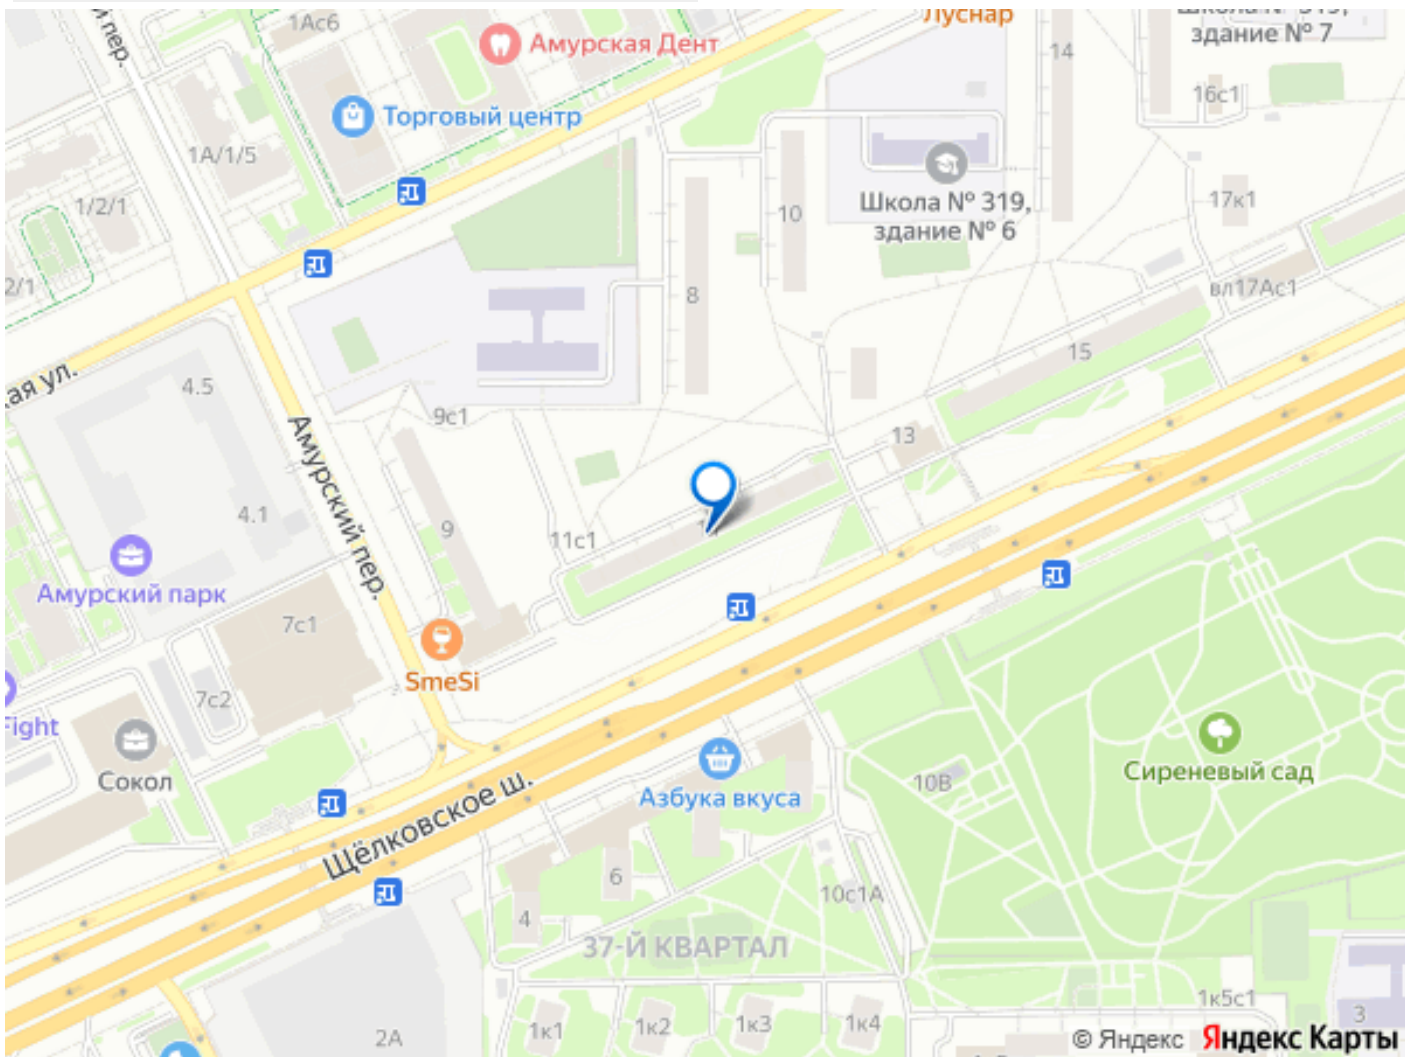 й пер.
1Ас6
Амурская Дент
Луснар
здание № 7
14
16с1
Торговый центр
1А/1/5
1/2/1
2/1
10
Школа № 319,
здание № 6
17к1
8
вл17Ас1
15
ая ул.
4.5
9с1
13
Амурский пер.
4.1
9
11с1
Амурский парк
7с1
SmeSi
7с2
Fight
Сокол
Щёлковское ш.
Азбука вкуса
10В
Сиреневый сад
6
4
10с1А
37-Й КВАРТАЛ
2А
1к1
1к2
1к3
1к4
1к5с1
3
© Яндекс Яндекс Карты